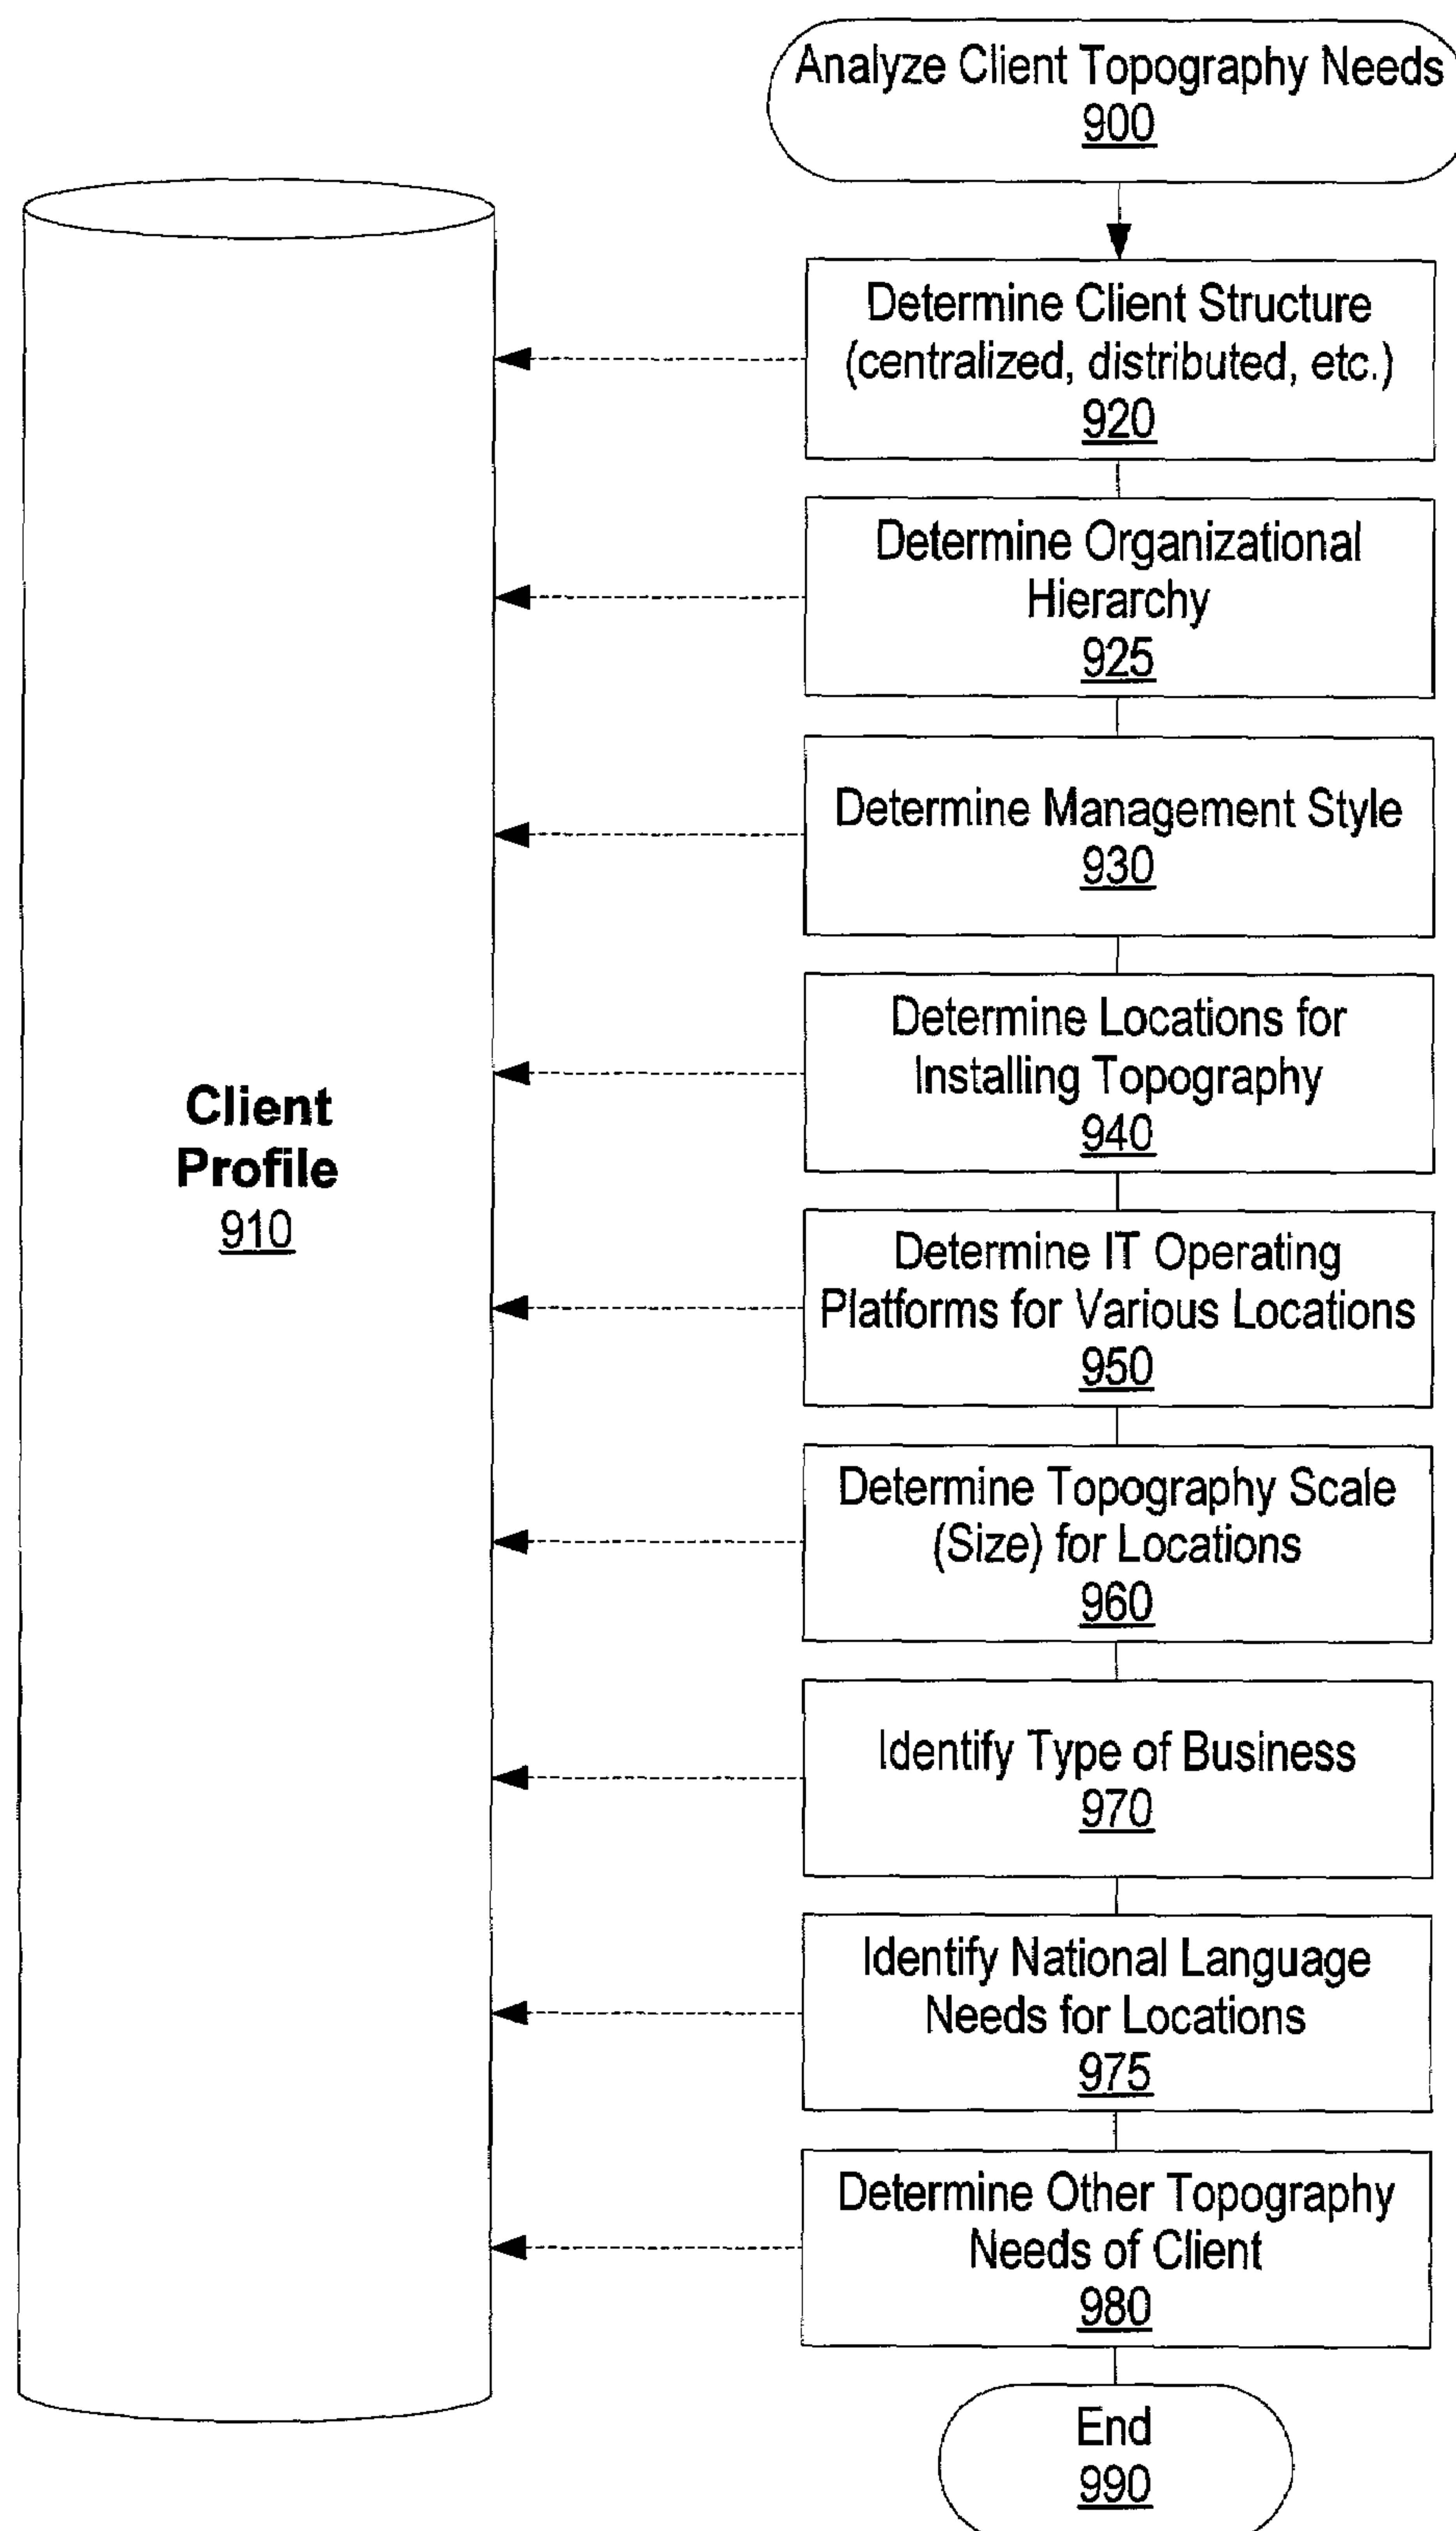 Analyze Client Topography Needs
900
Determine Client Structure
(centralized, distributed, etc.)
920
Determine Organizational
Hierarchy
925
Determine Management Style
930
Determine Locations for
Installing Topography
940
Client
Profile
910
Determine IT Operating
Platforms for Various Locations
950
Determine Topography Scale
(Size) for Locations
960
Identify Type of Business
970
Identify National Language
Needs for Locations
975
Determine Other Topography
Needs of Client
980
End
990